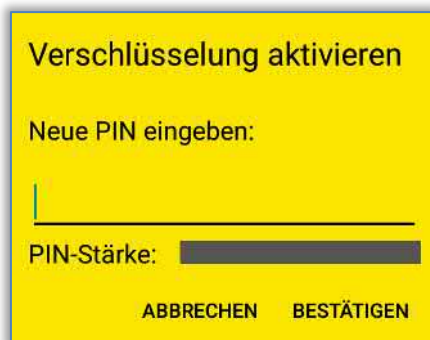 Verschlüsselung aktivieren
Neue PIN eingeben:
PIN-Stärke:
ABBRECHEN BESTÄTIGEN